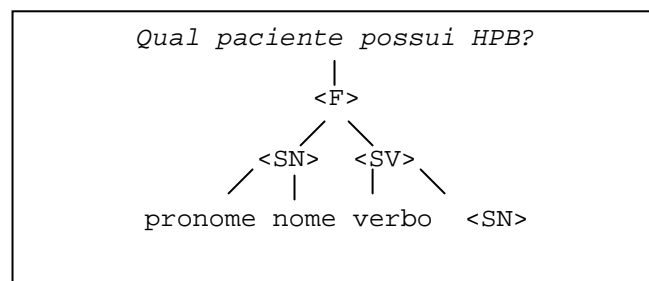 Qual paciente possui HPB?
<F>
<SN> <SV>
pronome nome verbo <SN>